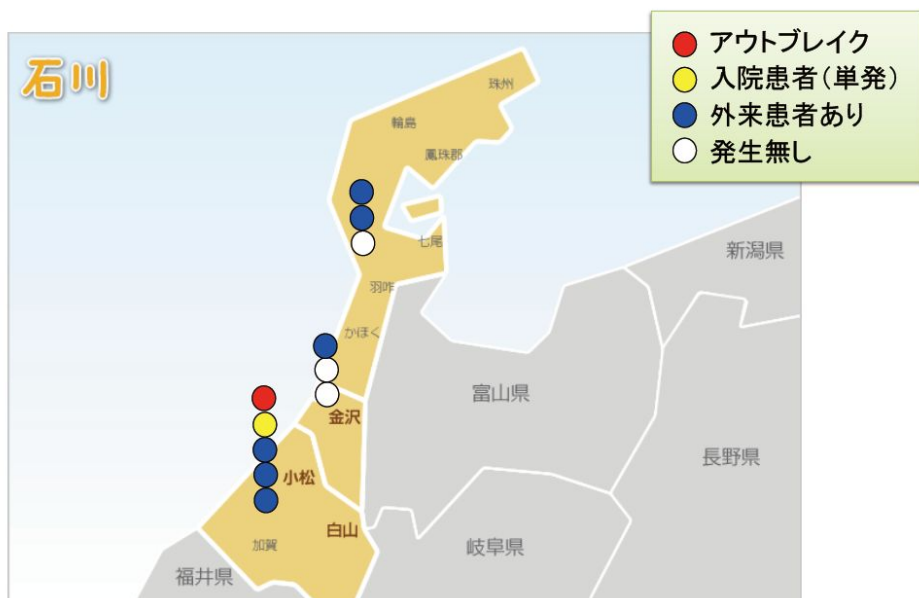 石川
アウトブレイク
入院患者(単発)
外来患者あり
発生無し
珠州
輪島
鳳珠郡
七尾
新潟県
羽咋
かほく
富山県
金沢
長野県
小松
白山
加賀
岐阜県
福井県